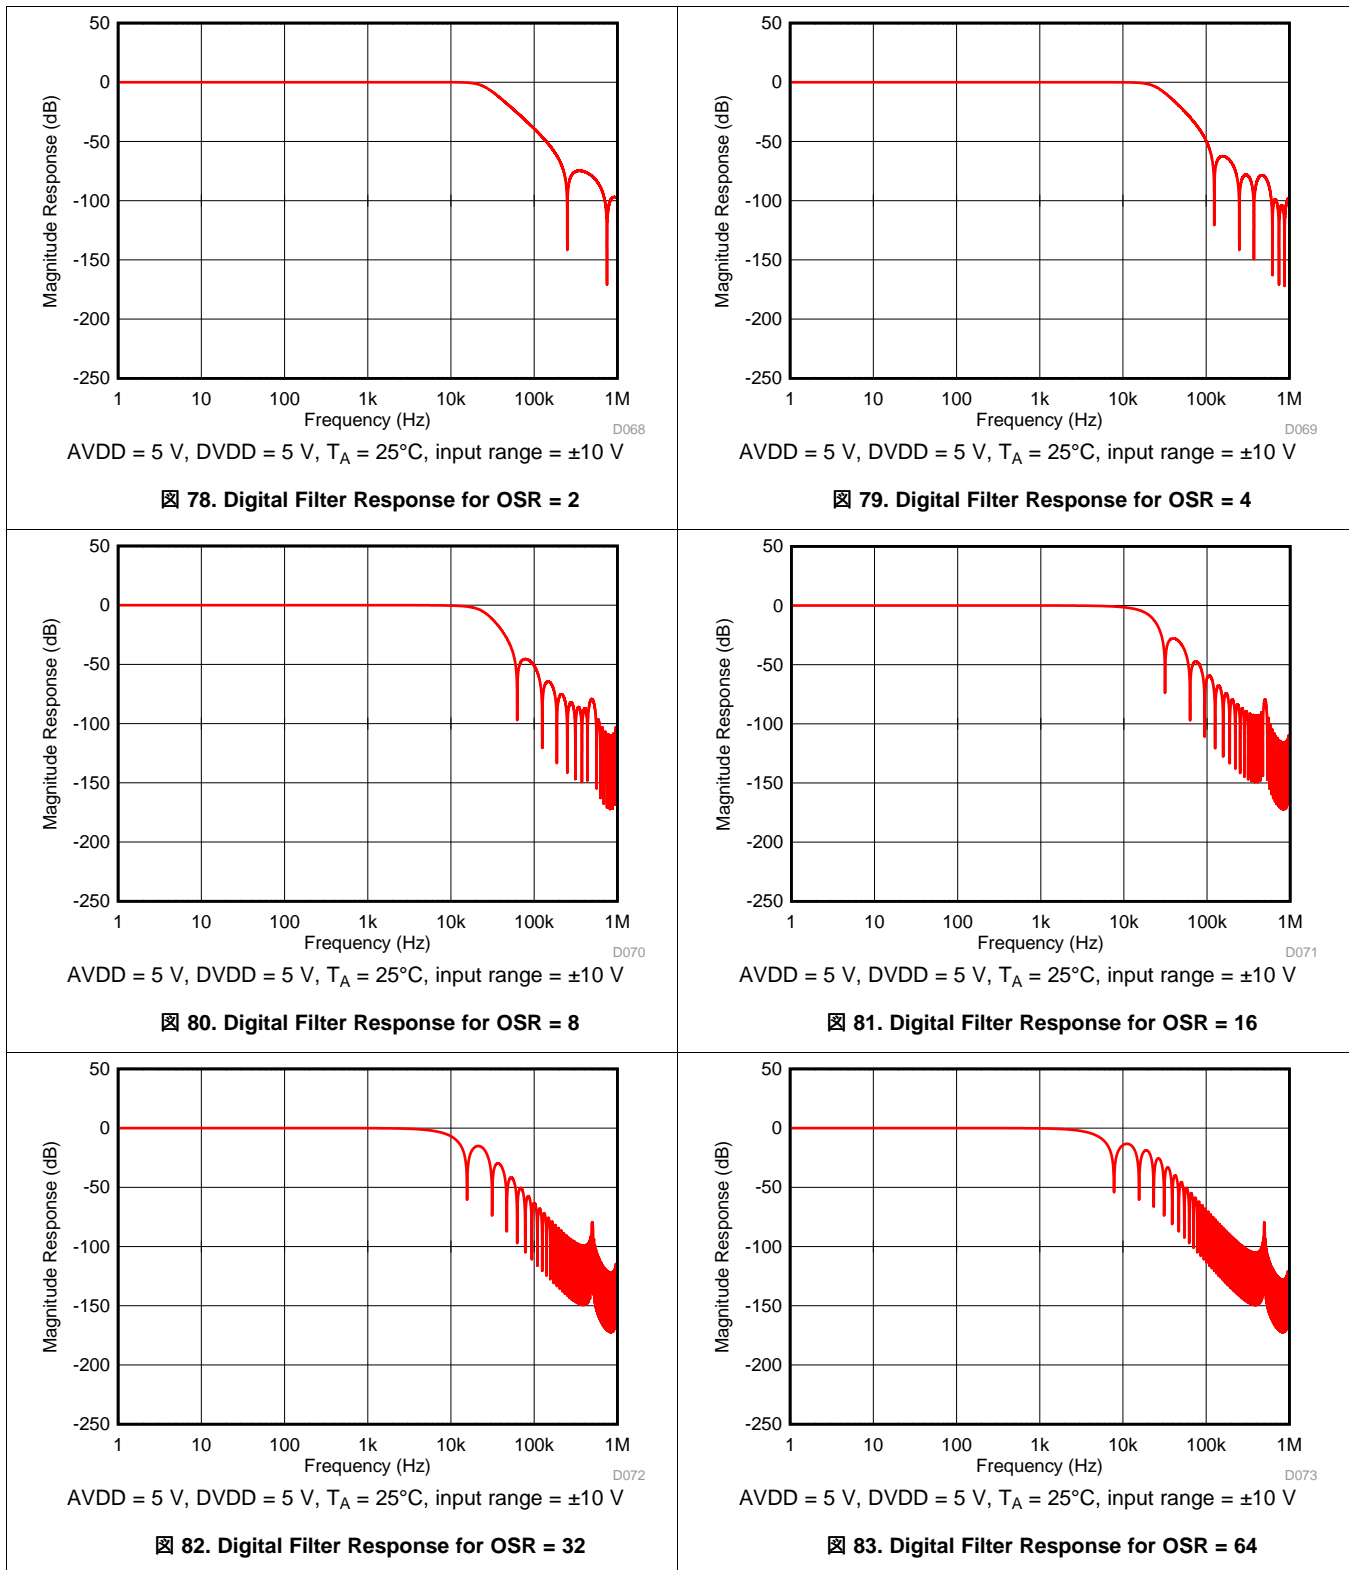 50
0
-50
-100
-150
-200
-250
Magnitude Response (dB)
1 10 100 1k 10k 100k 1M
Frequency (Hz)
D068
AVDD = 5 V, DVDD = 5 V, TA = 25°C, input range = ±10 V
図 78. Digital Filter Response for OSR = 2
50
0
-50
-100
-150
-200
-250
Magnitude Response (dB)
1 10 100 1k 10k 100k 1M
Frequency (Hz)
D069
AVDD = 5 V, DVDD = 5 V, TA = 25°C, input range = ±10 V
図 79. Digital Filter Response for OSR = 4
50
0
-50
-100
-150
-200
-250
Magnitude Response (dB)
1 10 100 1k 10k 100k 1M
Frequency (Hz)
D070
AVDD = 5 V, DVDD = 5 V, TA = 25°C, input range = ±10 V
図 80. Digital Filter Response for OSR = 8
50
0
-50
-100
-150
-200
-250
Magnitude Response (dB)
1 10 100 1k 10k 100k 1M
Frequency (Hz)
D071
AVDD = 5 V, DVDD = 5 V, TA = 25°C, input range = ±10 V
図 81. Digital Filter Response for OSR = 16
50
0
-50
-100
-150
-200
-250
Magnitude Response (dB)
1 10 100 1k 10k 100k 1M
Frequency (Hz)
D072
AVDD = 5 V, DVDD = 5 V, TA = 25°C, input range = ±10 V
図 82. Digital Filter Response for OSR = 32
50
0
-50
-100
-150
-200
-250
Magnitude Response (dB)
1 10 100 1k 10k 100k 1M
Frequency (Hz)
D073
AVDD = 5 V, DVDD = 5 V, TA = 25°C, input range = ±10 V
図 83. Digital Filter Response for OSR = 64